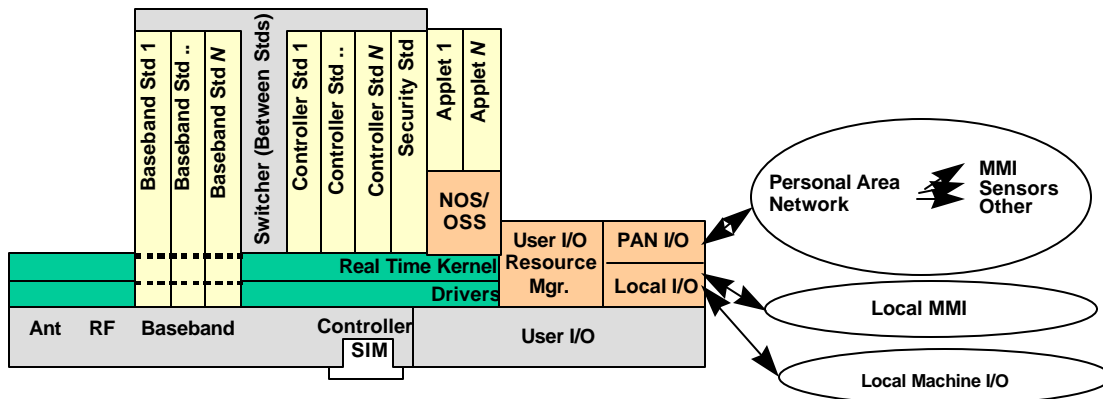 Baseband Std 1
Baseband Std ..
Baseband Std N
Switcher (Between Stds)
Controller Std 1
Controller Std ..
Controller Std N
Security Std
Applet 1
Applet N
NOS/
OSS
User I/O
Resource
Mgr.
PAN I/O
Local I/O
Real Time Kernel
Drivers
Ant
RF
Baseband
Controller
SIM
User I/O
Personal Area
Network
MMI
Sensors
Other
Local MMI
Local Machine I/O